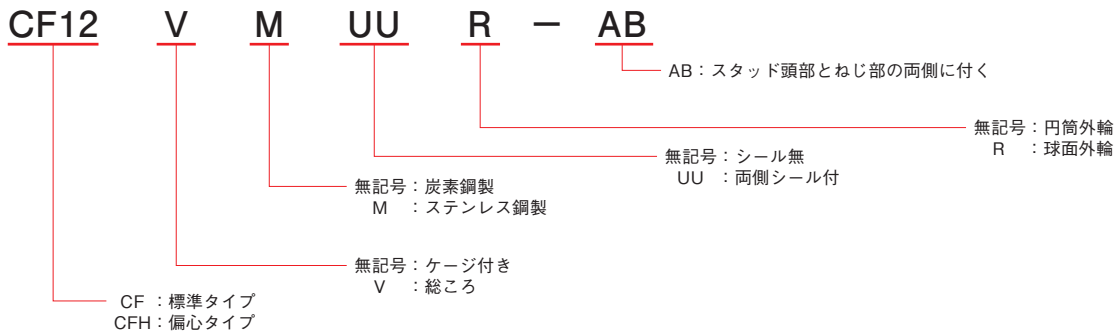 CF12 V M UU R － AB
AB：スタッド頭部とねじ部の両側に付く
無記号：円筒外輪
R ：球面外輪
無記号：シール無
UU ：両側シール付
無記号：炭素鋼製
M ：ステンレス鋼製
無記号：ケージ付き
V ：総ころ
CF ：標準タイプ
CFH：偏心タイプ